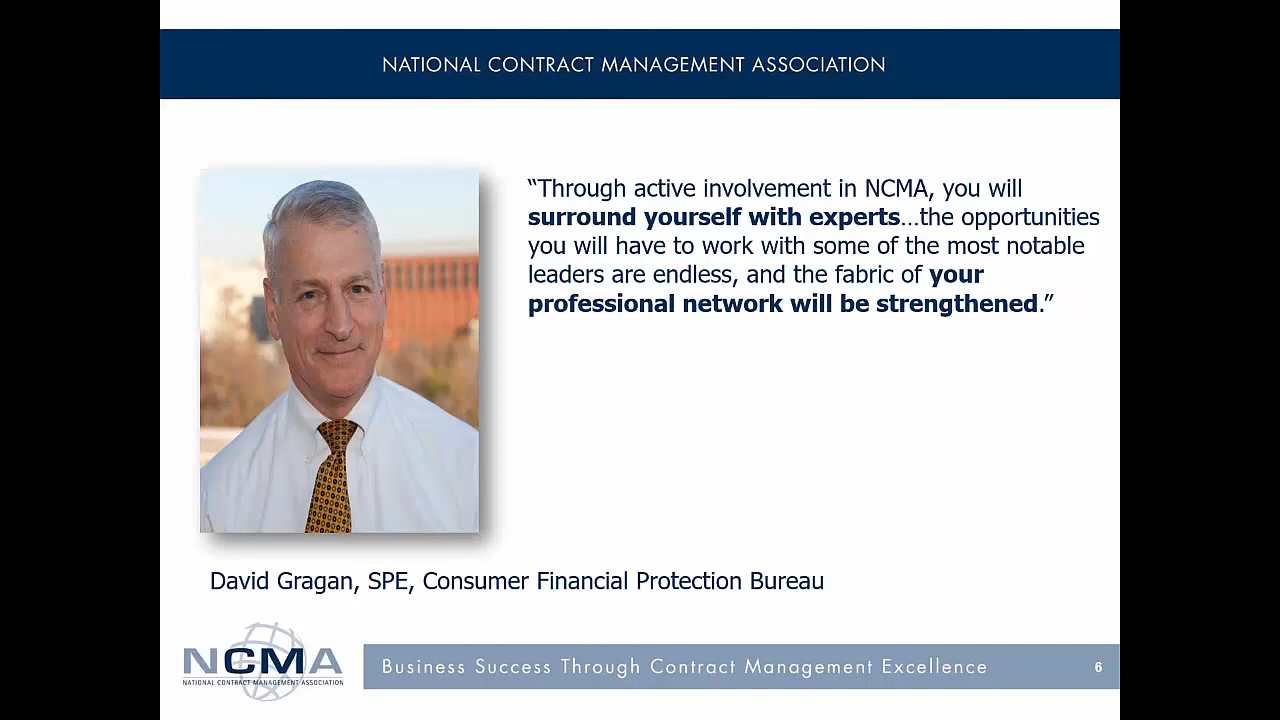 NATIONAL CONTRACT MANAGEMENT ASSOCIATION
“Through active involvement in NCMA, you will
surround yourself with experts…the opportunities
you will have to work with some of the most notable
leaders are endless, and the fabric of your
professional network will be strengthened.”
David Gragan, SPE, Consumer Financial Protection Bureau
NCMA
NATIONAL CONTRACT MANAGEMENT ASSOCIATION
Business Success Through Contract Management Excellence
6